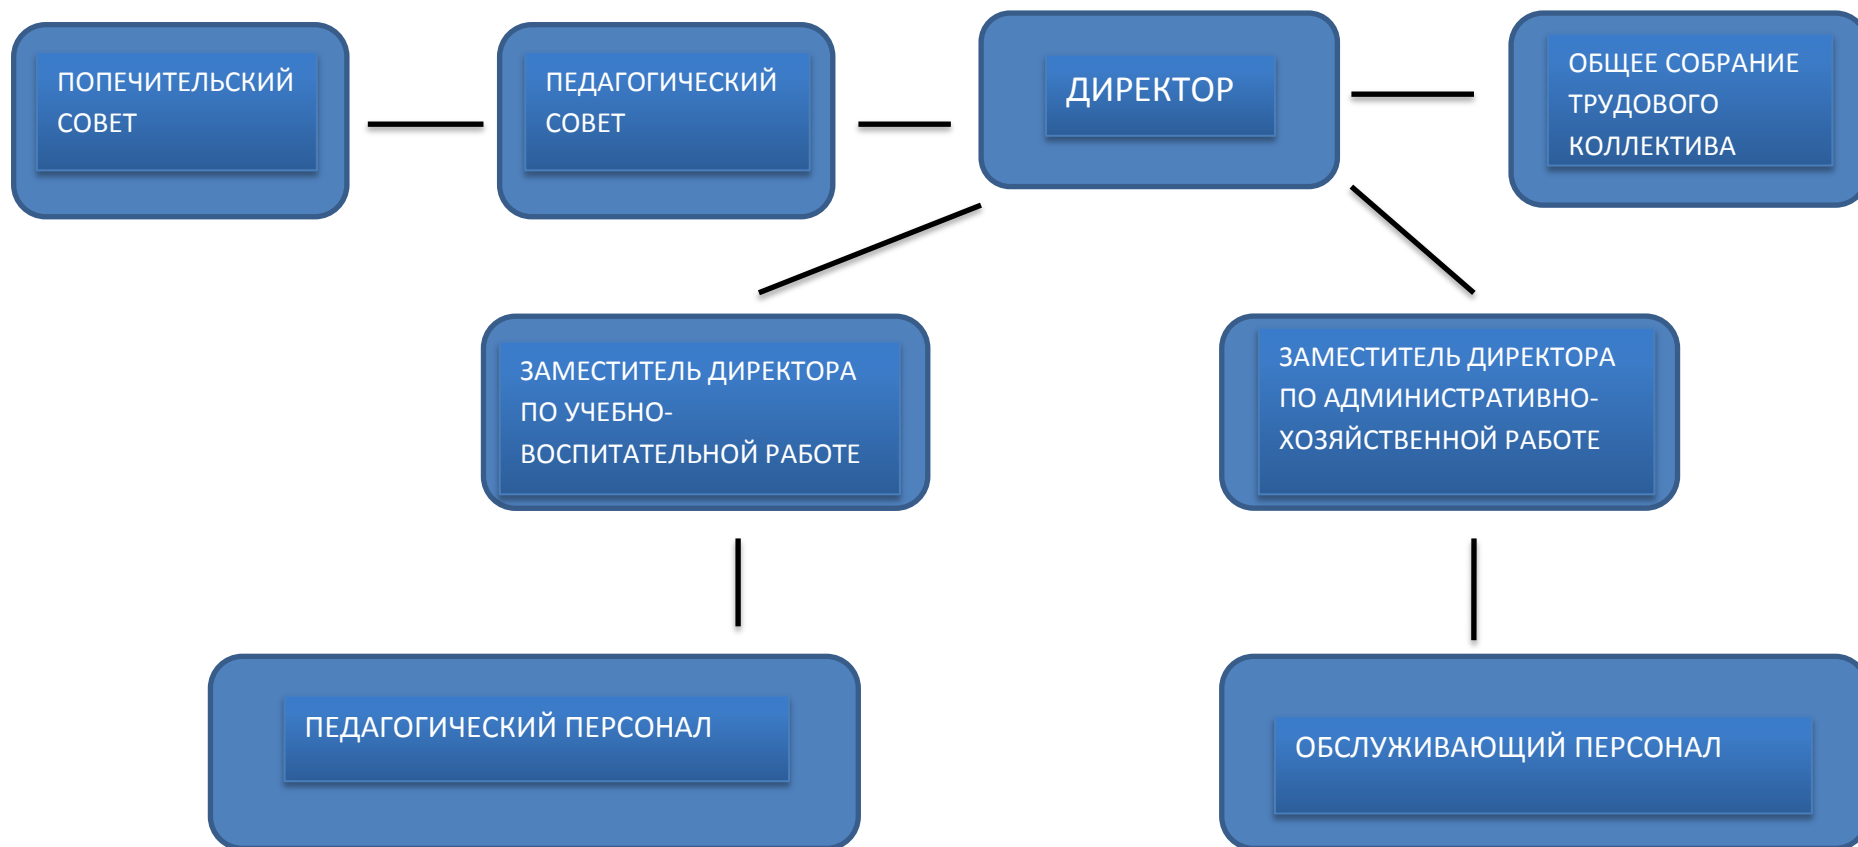 ПОПЕЧИТЕЛЬСКИЙ
СОВЕТ
ПЕДАГОГИЧЕСКИЙ
СОВЕТ
ДИРЕКТОР
ОБЩЕЕ СОБРАНИЕ
ТРУДОВОГО
КОЛЛЕКТИВА
ЗАМЕСТИТЕЛЬ ДИРЕКТОРА
ПО УЧЕБНО-
ВОСПИТАТЕЛЬНОЙ РАБОТЕ
ЗАМЕСТИТЕЛЬ ДИРЕКТОРА
ПО АДМИНИСТРАТИВНО-
ХОЗЯЙСТВЕННОЙ РАБОТЕ
ПЕДАГОГИЧЕСКИЙ ПЕРСОНАЛ
ОБСЛУЖИВАЮЩИЙ ПЕРСОНАЛ